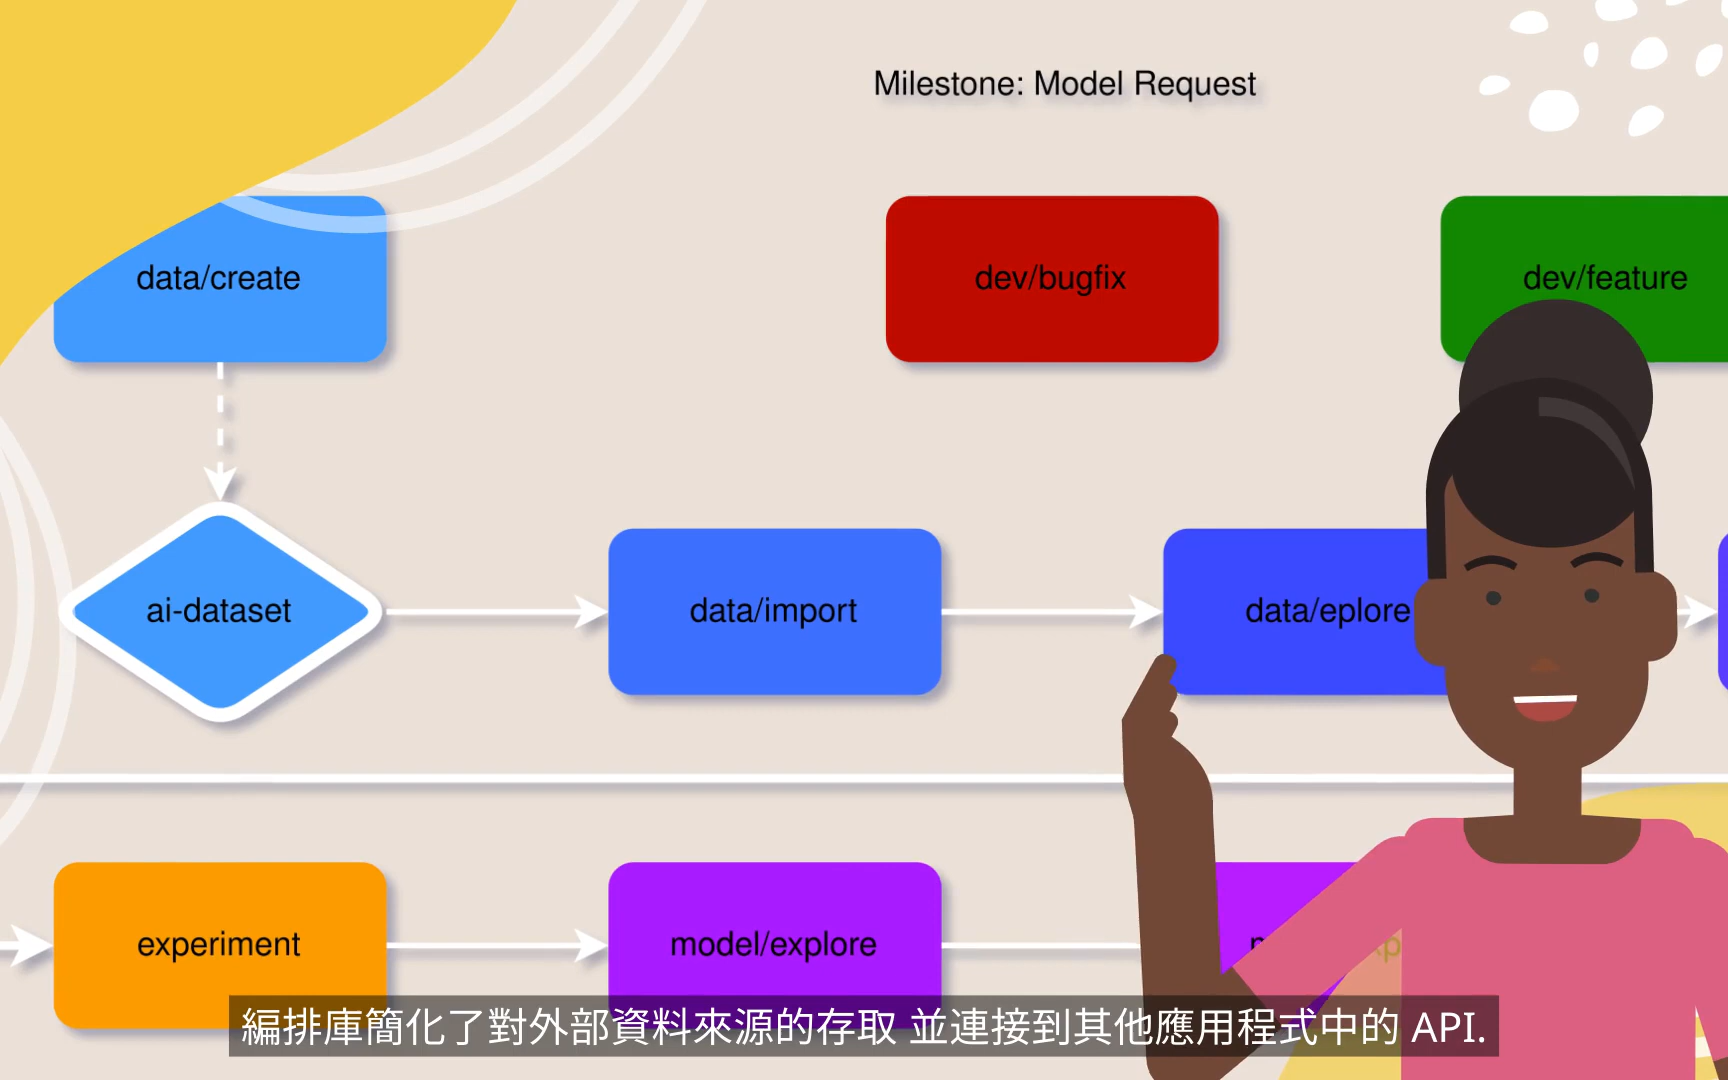 Milestone: Model Request
data/create
dev/bugfix
dev/feature
ai-dataset
data/import
data/eplore
experiment
model/explore
編排庫簡化了對外部資料來源的存取 並連接到其他應用程式中的 API.